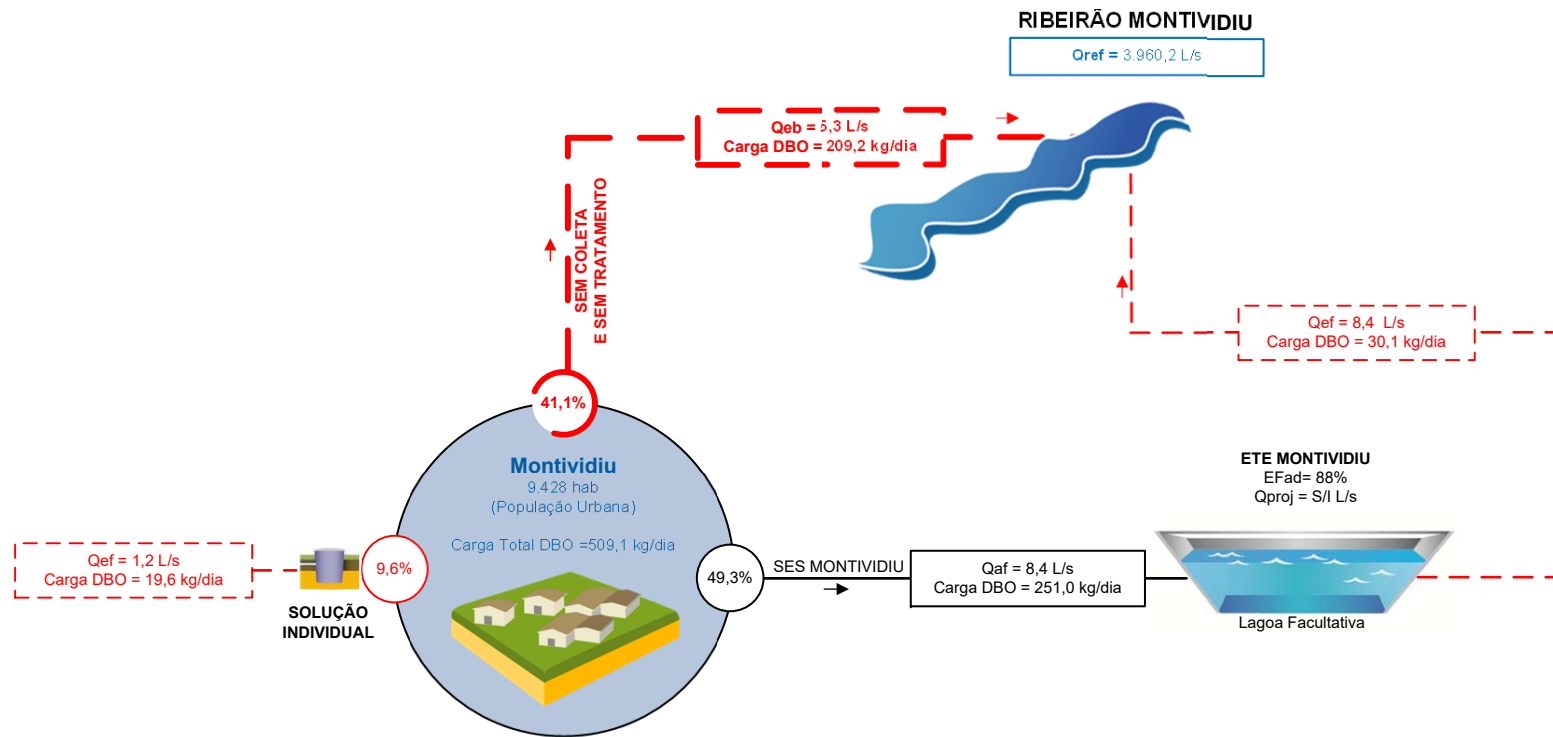 RIBEIRÃO MONTIVIDIU
Qref = 3.960,2 L/s
Qeb = 5,3 L/s
Carga DBO = 209,2 kg/dia
SEM COLETA
E SEM TRATAMENTO
Qef = 8,4 L/s
Carga DBO = 30,1 kg/dia
41,1%
Montividiu
9.428 hab
(População Urbana)
Carga Total DBO =509,1 kg/dia
ETE MONTIVIDIU
EFad= 88%
Qproj = S/I L/s
Qef = 1,2 L/s
Carga DBO = 19,6 kg/dia
SOLUÇÃO
INDIVIDUAL
9,6%
49,3%
SES MONTIVIDIU
Qaf = 8,4 L/s
Carga DBO = 251,0 kg/dia
Lagoa Facultativa